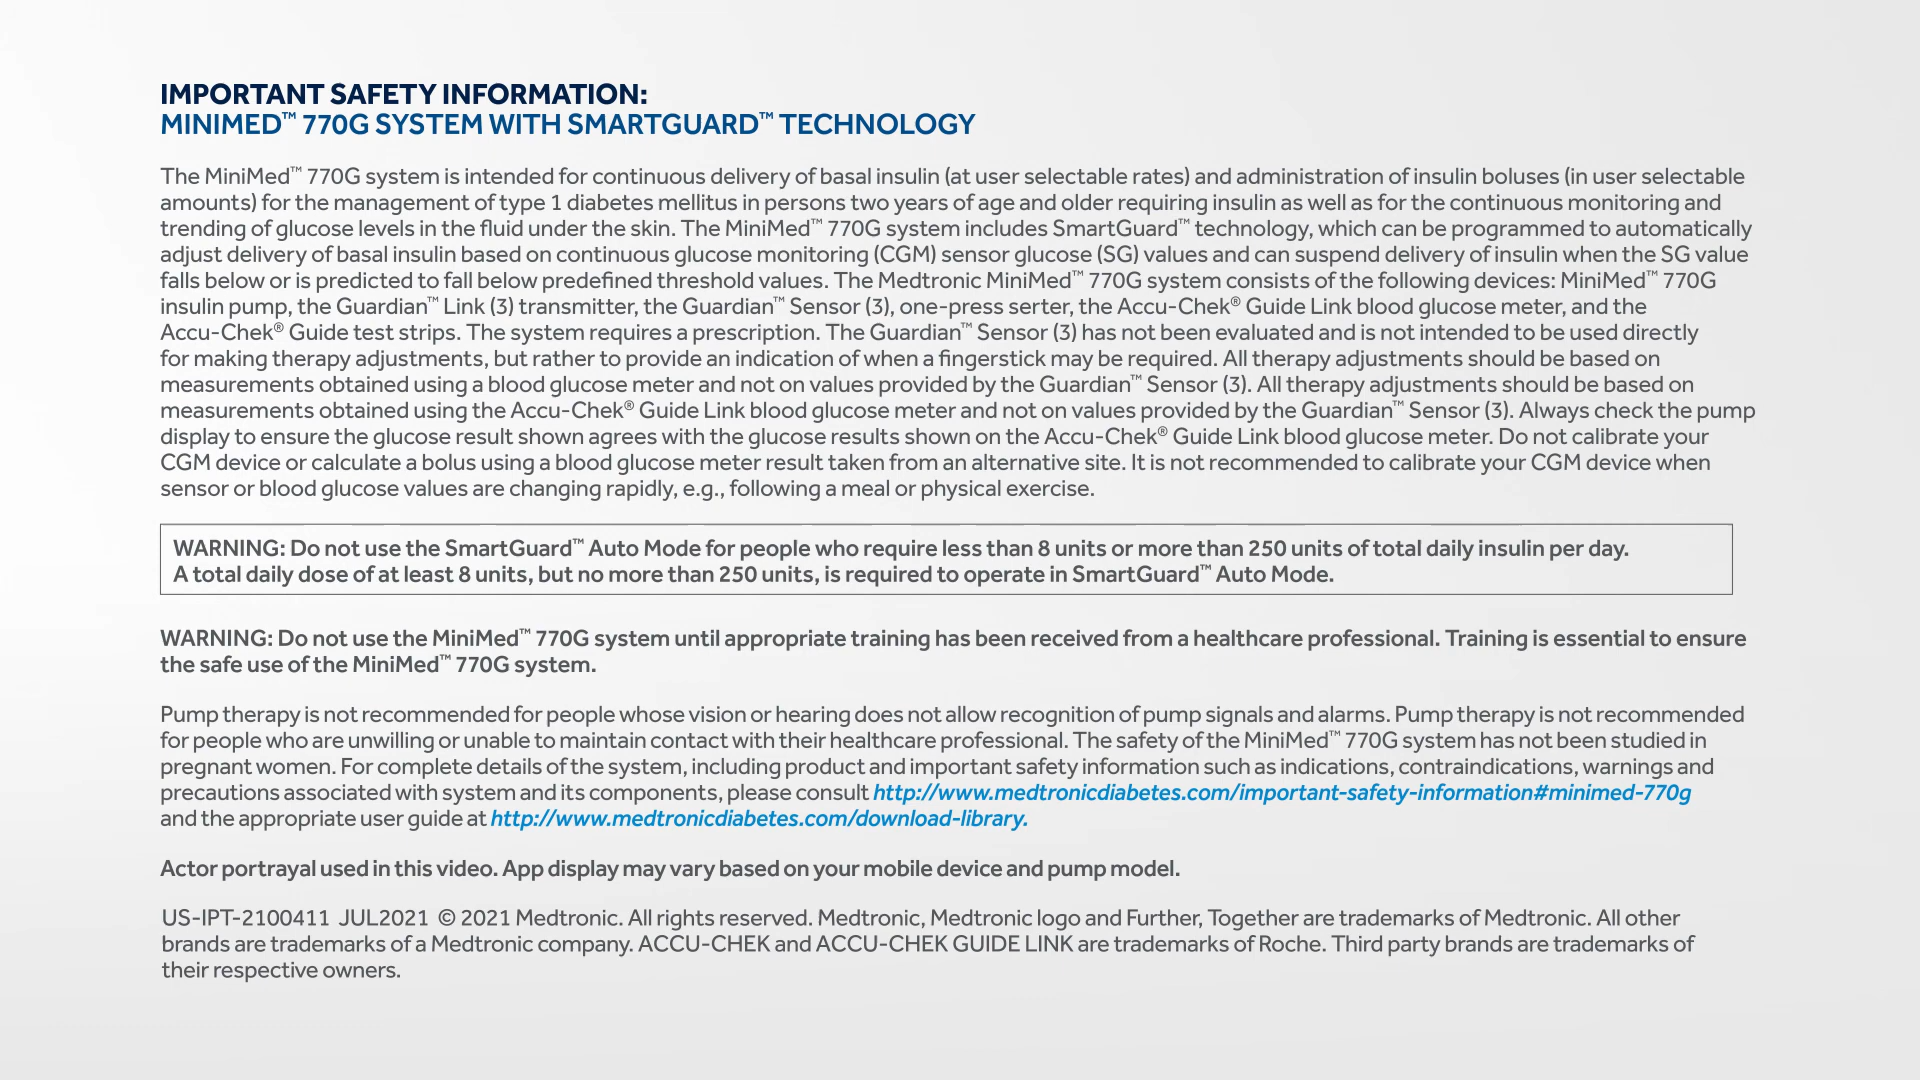 IMPORTANT SAFETY INFORMATION:
MINIMED™ 770G SYSTEM WITH SMARTGUARD™ TECHNOLOGY
The MiniMed™ 770G system is intended for continuous delivery of basal insulin (at user selectable rates) and administration of insulin boluses (in user selectable
amounts) for the management of type 1 diabetes mellitus in persons two years of age and older requiring insulin as well as for the continuous monitoring and
trending of glucose levels in the fluid under the skin. The MiniMed™ 770G system includes SmartGuard™ technology, which can be programmed to automatically
adjust delivery of basal insulin based on continuous glucose monitoring (CGM) sensor glucose (SG) values and can suspend delivery of insulin when the SG value
falls below or is predicted to fall below predefined threshold values. The Medtronic MiniMed™ 770G system consists of the following devices: MiniMed™ 770G
insulin pump, the Guardian™ Link (3) transmitter, the Guardian™ Sensor (3), one-press serter, the Accu-Chek® Guide Link blood glucose meter, and the
Accu-Chek® Guide test strips. The system requires a prescription. The Guardian™ Sensor (3) has not been evaluated and is not intended to be used directly
for making therapy adjustments, but rather to provide an indication of when a fingerstick may be required. All therapy adjustments should be based on
measurements obtained using a blood glucose meter and not on values provided by the Guardian™ Sensor (3). All therapy adjustments should be based on
measurements obtained using the Accu-Chek® Guide Link blood glucose meter and not on values provided by the Guardian™ Sensor (3). Always check the pump
display to ensure the glucose result shown agrees with the glucose results shown on the Accu-Chek® Guide Link blood glucose meter. Do not calibrate your
CGM device or calculate a bolus using a blood glucose meter result taken from an alternative site. It is not recommended to calibrate your CGM device when
sensor or blood glucose values are changing rapidly, e.g., following a meal or physical exercise.
WARNING: Do not use the SmartGuard™ Auto Mode for people who require less than 8 units or more than 250 units of total daily insulin per day.
A total daily dose of at least 8 units, but no more than 250 units, is required to operate in SmartGuard™ Auto Mode.
WARNING: Do not use the MiniMed™ 770G system until appropriate training has been received from a healthcare professional. Training is essential to ensure
the safe use of the MiniMed™ 770G system.
Pump therapy is not recommended for people whose vision or hearing does not allow recognition of pump signals and alarms. Pump therapy is not recommended
for people who are unwilling or unable to maintain contact with their healthcare professional. The safety of the MiniMed™ 770G system has not been studied in
pregnant women. For complete details of the system, including product and important safety information such as indications, contraindications, warnings and
precautions associated with system and its components, please consult http://www.medtronicdiabetes.com/important-safety-information#minimed-770g
and the appropriate user guide at http://www.medtronicdiabetes.com/download-library.
Actor portrayal used in this video. App display may vary based on your mobile device and pump model.
US-IPT-2100411 JUL2021 © 2021 Medtronic. All rights reserved. Medtronic, Medtronic logo and Further, Together are trademarks of Medtronic. All other
brands are trademarks of a Medtronic company. ACCU-CHEK and ACCU-CHEK GUIDE LINK are trademarks of Roche. Third party brands are trademarks of
their respective owners.